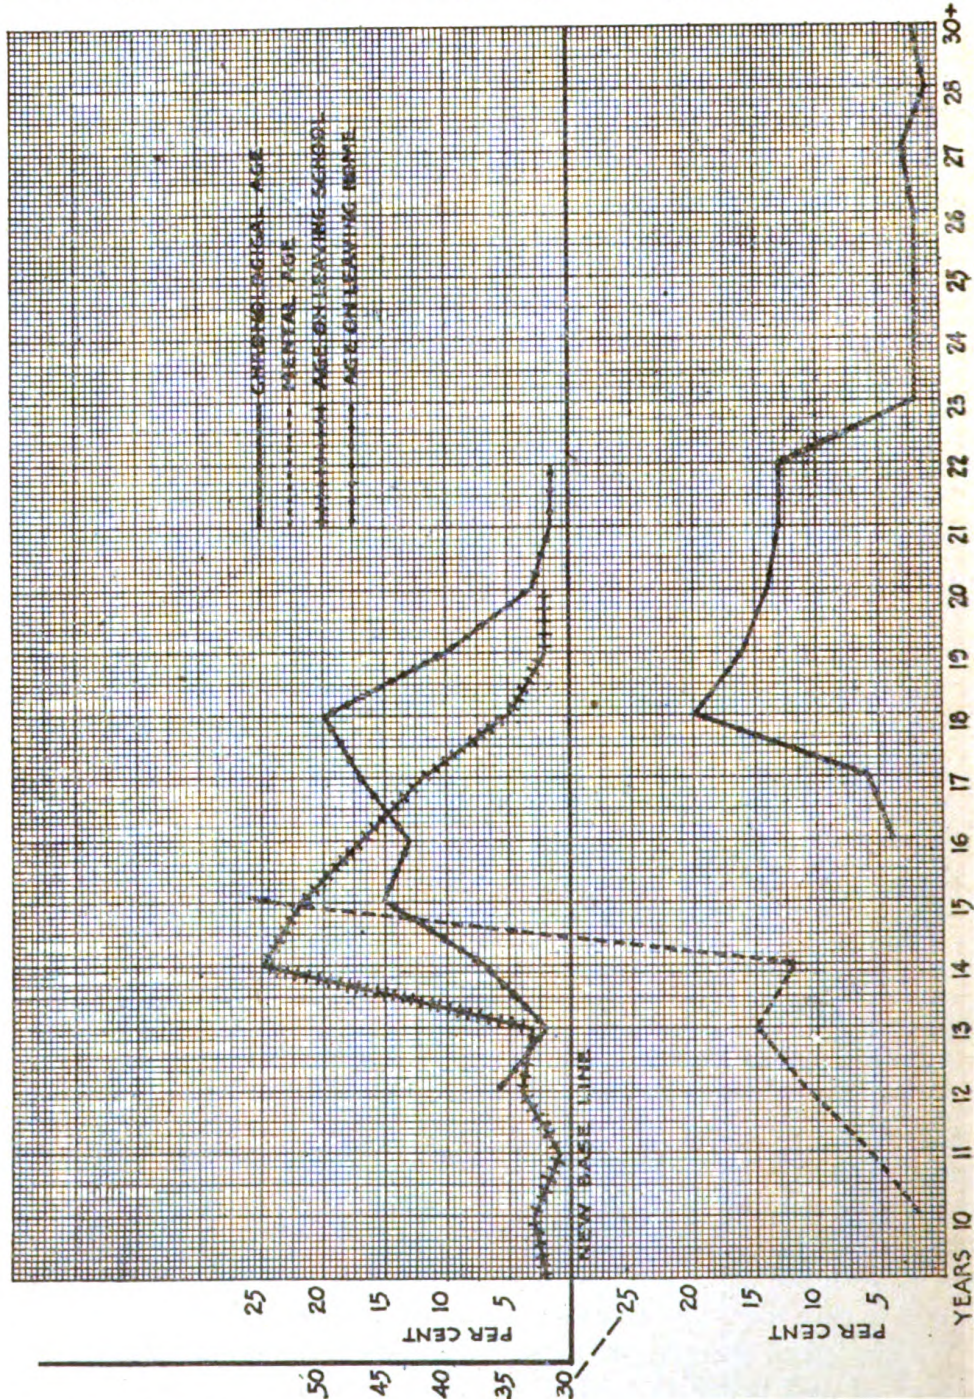 CHRONOLOGICAL AGE
MENTAL AGE
AGE ON LEAVING SCHOOL
AGE ON LEAVING HOME
50
45
35
30
25
20
15
10
5
PER CENT
NEW BASE LINE
25
20
15
10
5
PER CENT
YEARS 10 11 12 13 14 15 16 17 18 19 20 21 22 23 24 25 26 27 28 30+